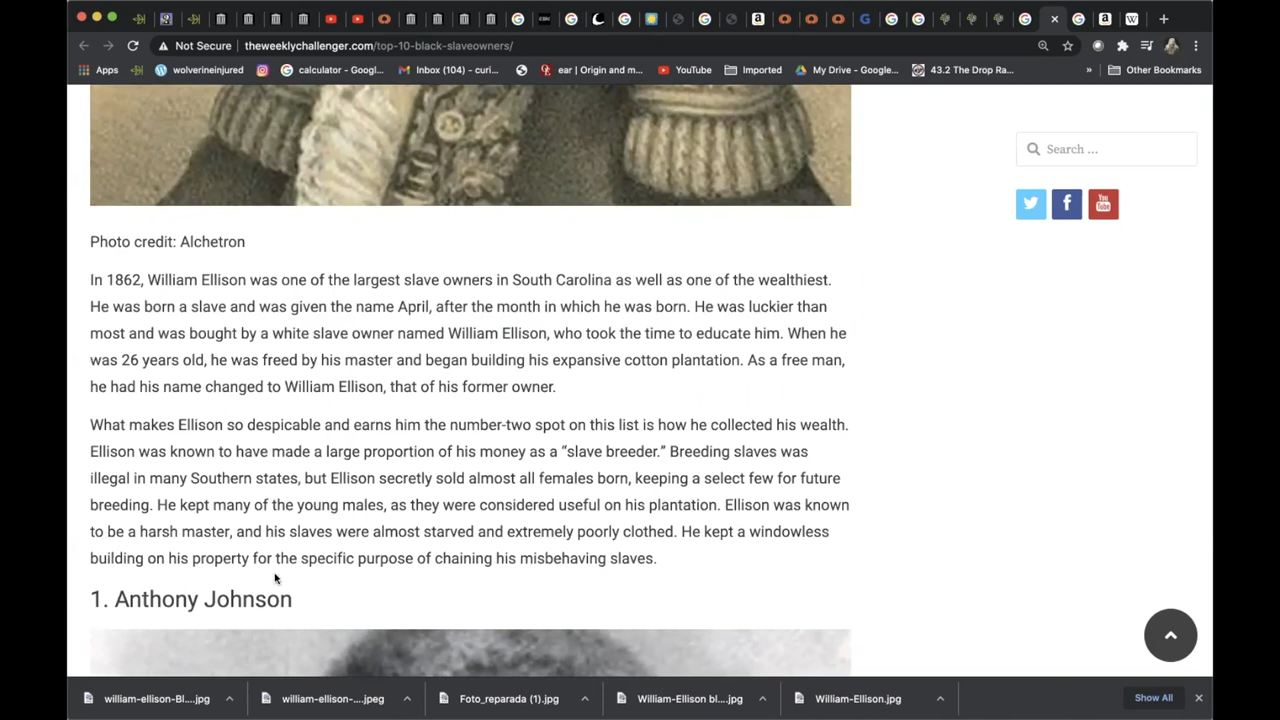 Not Secure theweeklychallenger.com/top-10-black-slaveowners/
Apps wolverineinjured calculator - Googl... Inbox (104) - curi... ear | Origin and m... YouTube Imported My Drive - Google... 43.2 The Drop Ra... » Other Bookmarks
Search ...
Photo credit: Alchetron
In 1862, William Ellison was one of the largest slave owners in South Carolina as well as one of the wealthiest.
He was born a slave and was given the name April, after the month in which he was born. He was luckier than
most and was bought by a white slave owner named William Ellison, who took the time to educate him. When he
was 26 years old, he was freed by his master and began building his expansive cotton plantation. As a free man,
he had his name changed to William Ellison, that of his former owner.
What makes Ellison so despicable and earns him the number-two spot on this list is how he collected his wealth.
Ellison was known to have made a large proportion of his money as a “slave breeder.” Breeding slaves was
illegal in many Southern states, but Ellison secretly sold almost all females born, keeping a select few for future
breeding. He kept many of the young males, as they were considered useful on his plantation. Ellison was known
to be a harsh master, and his slaves were almost starved and extremely poorly clothed. He kept a windowless
building on his property for the specific purpose of chaining his misbehaving slaves.
1. Anthony Johnson
william-ellison-Bl....jpg william-ellison-....jpeg Foto_reparada (1).jpg William-Ellison bl....jpg William-Ellison.jpg Show All